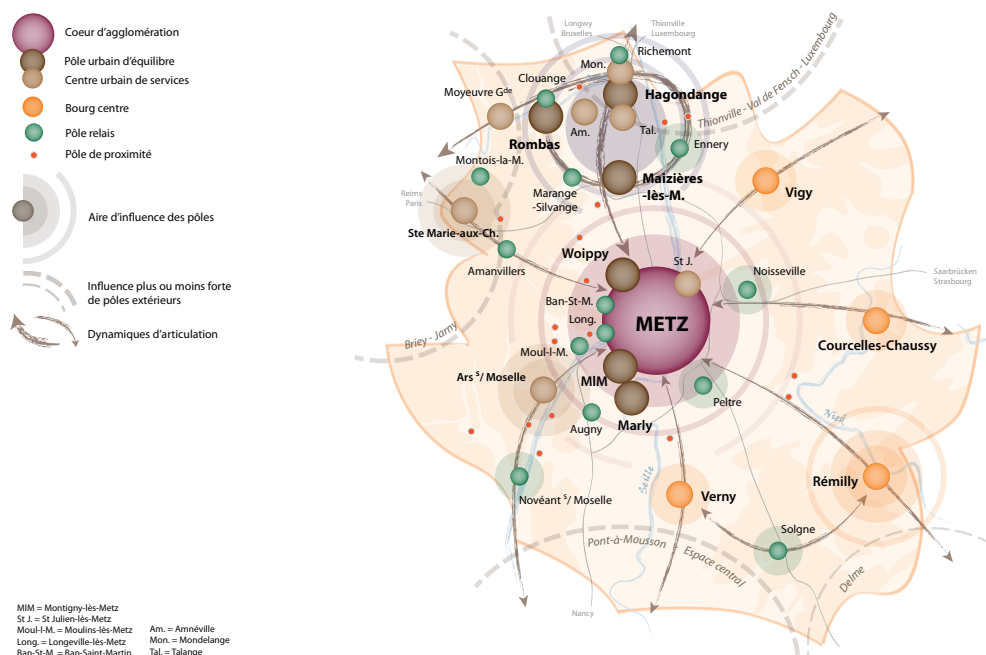 Coeur d'agglomération
Pôle urbain d'équilibre
Centre urbain de services
Bourg centre
Pôle relais
Pôle de proximité
Aire d'influence des pôles
Influence plus ou moins forte
de pôles extérieurs
Dynamiques d'articulation
MIM = Montigny-lès-Metz
St J. = St Julien-lès-Metz
Moul-l-M. = Moulins-lès-Metz
Long. = Longeville-lès-Metz
Ban-St-M. = Ban-Saint-Martin
Am. = Amnéville
Mon. = Mondelange
Tal. = Talange
Longwy
Bruxelles
Thionville
Luxembourg
Richemont
Mon.
Clouange
Moyeuvre Gde
Hagondange
Am.
Tal.
Rombas
Ennery
Thionville - Val de Fensch - Luxembourg
Montois-la-M.
Maizières
-lès-M.
Marange
-Silvange
Vigy
Reims
Paris
Ste Marie-aux-Ch.
Amanvillers
Woippy
St J.
Noisseville
Saarbrücken
Strasbourg
Ban-St-M.
Long.
METZ
Briey - Jarny
Moul-l-M.
Courcelles-Chaussy
Ars s/ Moselle
MIM
Peltre
Marly
Augny
Nied
Seille
Rémilly
Verny
Novéant s/ Moselle
Solgne
Pont-à-Mousson
Espace central
Delme
Nancy